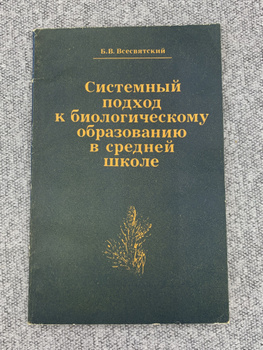 Б.В. Всесвятский
Системный
подход
к биологическому
образованию
в средней
школе